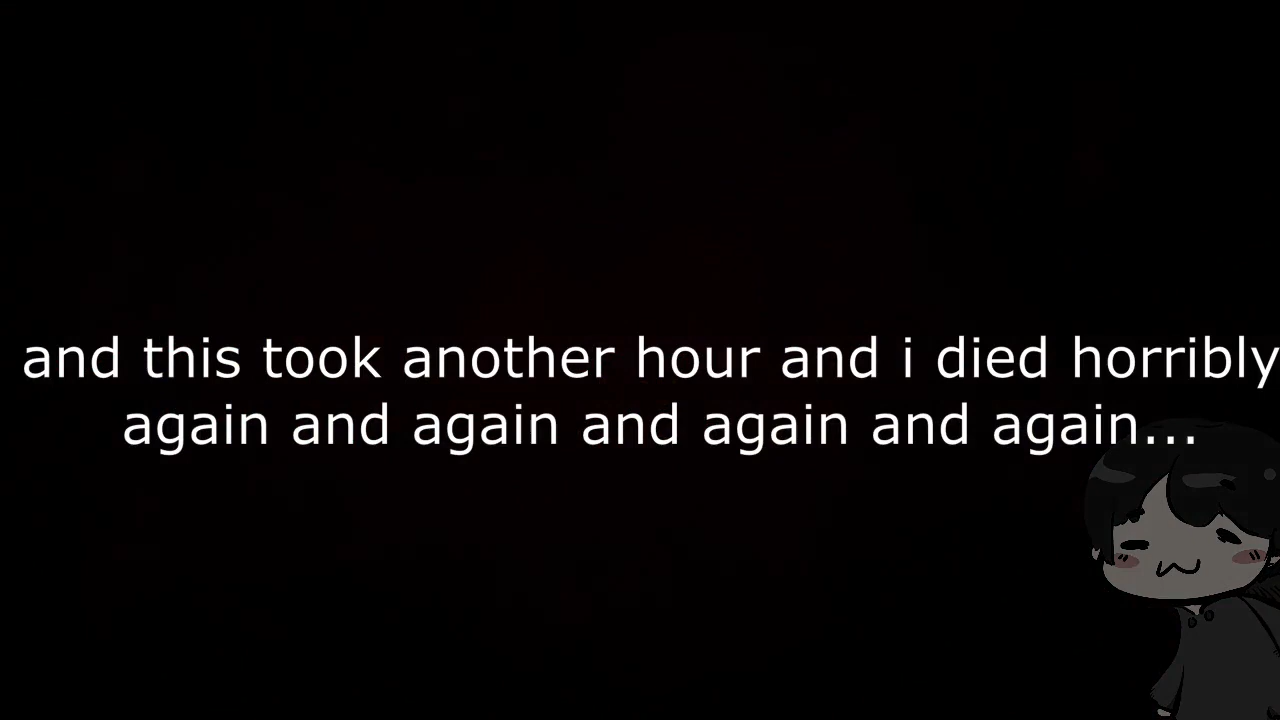 and this took another hour and i died horribly
again and again and again and again...